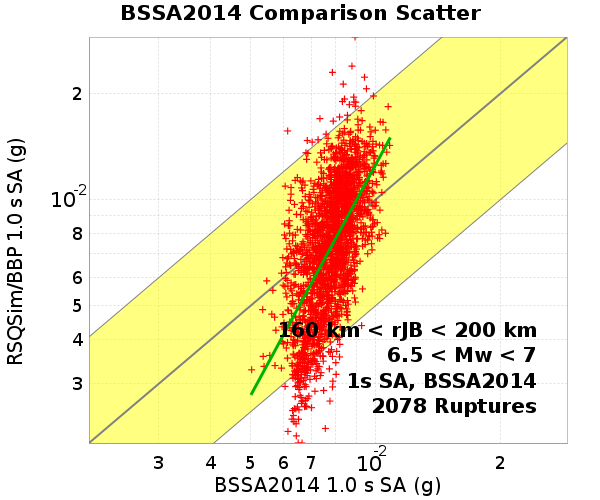 BSSA2014 Comparison Scatter
RSQSim/BBP 1.0 s SA (g)
2
10-2
8
6
5
4
3
160 km < rJB < 200 km
6.5 < Mw < 7
1s SA, BSSA2014
2078 Ruptures
3 4 5 6 7 10-2 2
BSSA2014 1.0 s SA (g)